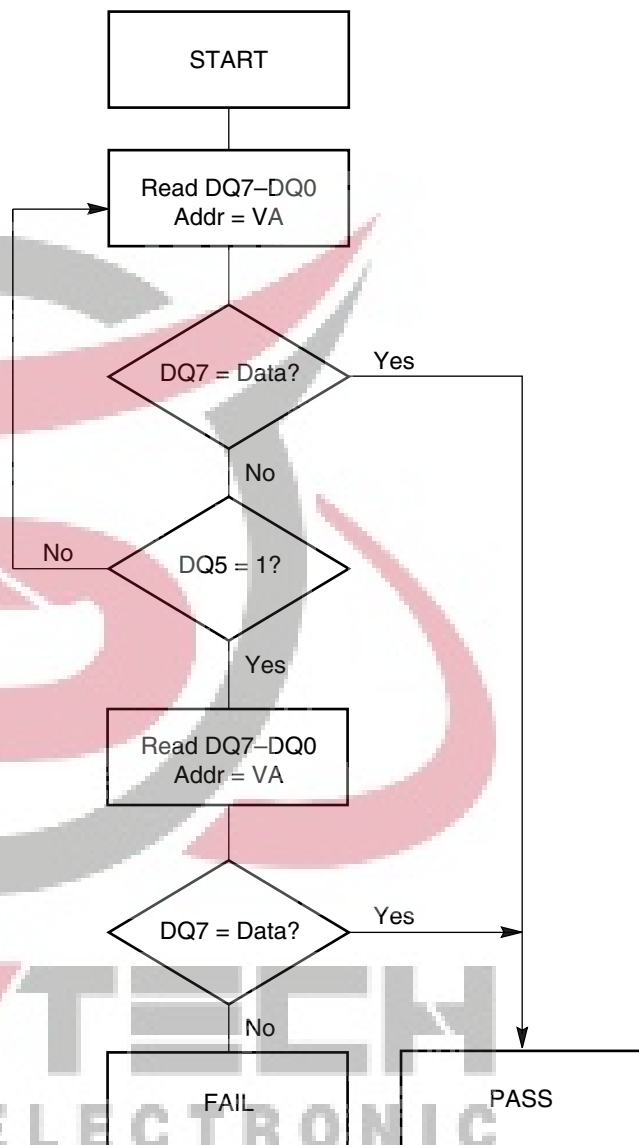 START
Read DQ7–DQ0
Addr = VA
DQ7 = Data?
Yes
No
DQ5 = 1?
No
Yes
Read DQ7–DQ0
Addr = VA
DQ7 = Data?
Yes
No
FAIL
PASS
TECH
ELECTRONIC